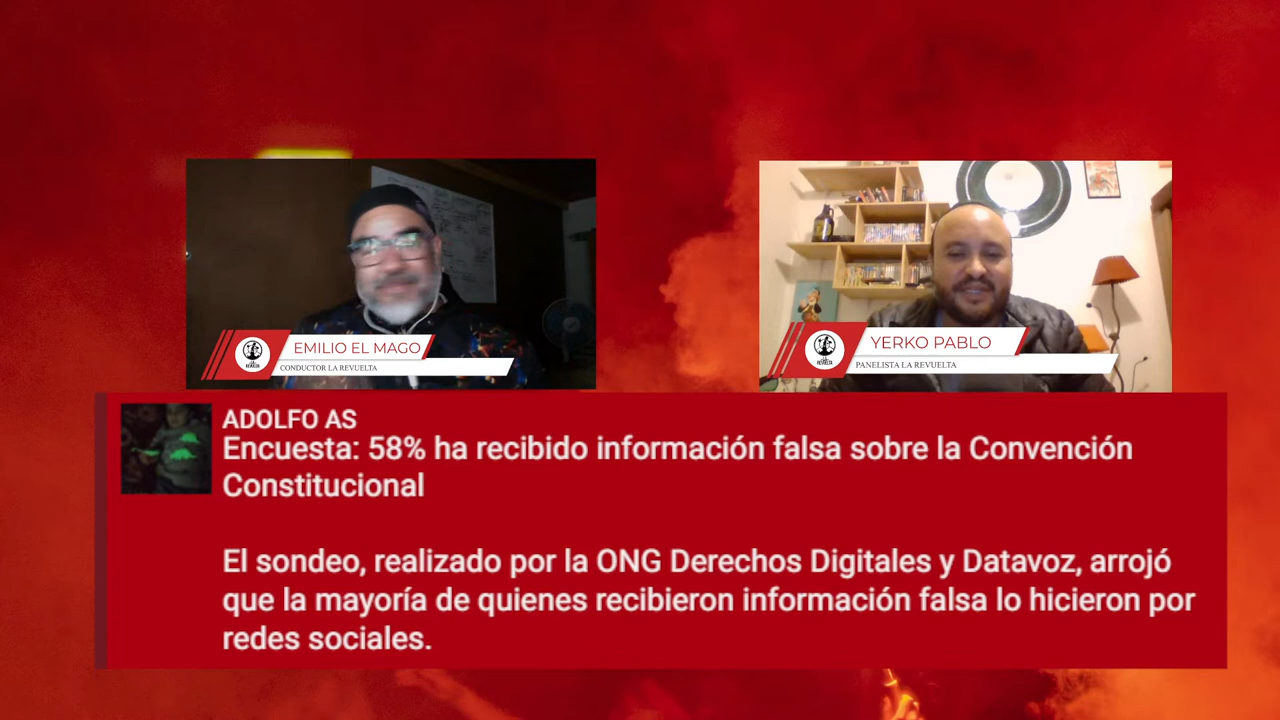 EMILIO EL MAGO
CONDUCTOR LA REVUELTA
YERKO PABLO
PANELISTA LA REVUELTA
ADOLFO AS
Encuesta: 58% ha recibido información falsa sobre la Convención
Constitucional
El sondeo, realizado por la ONG Derechos Digitales y Datavoz, arrojó
que la mayoría de quienes recibieron información falsa lo hicieron por
redes sociales.